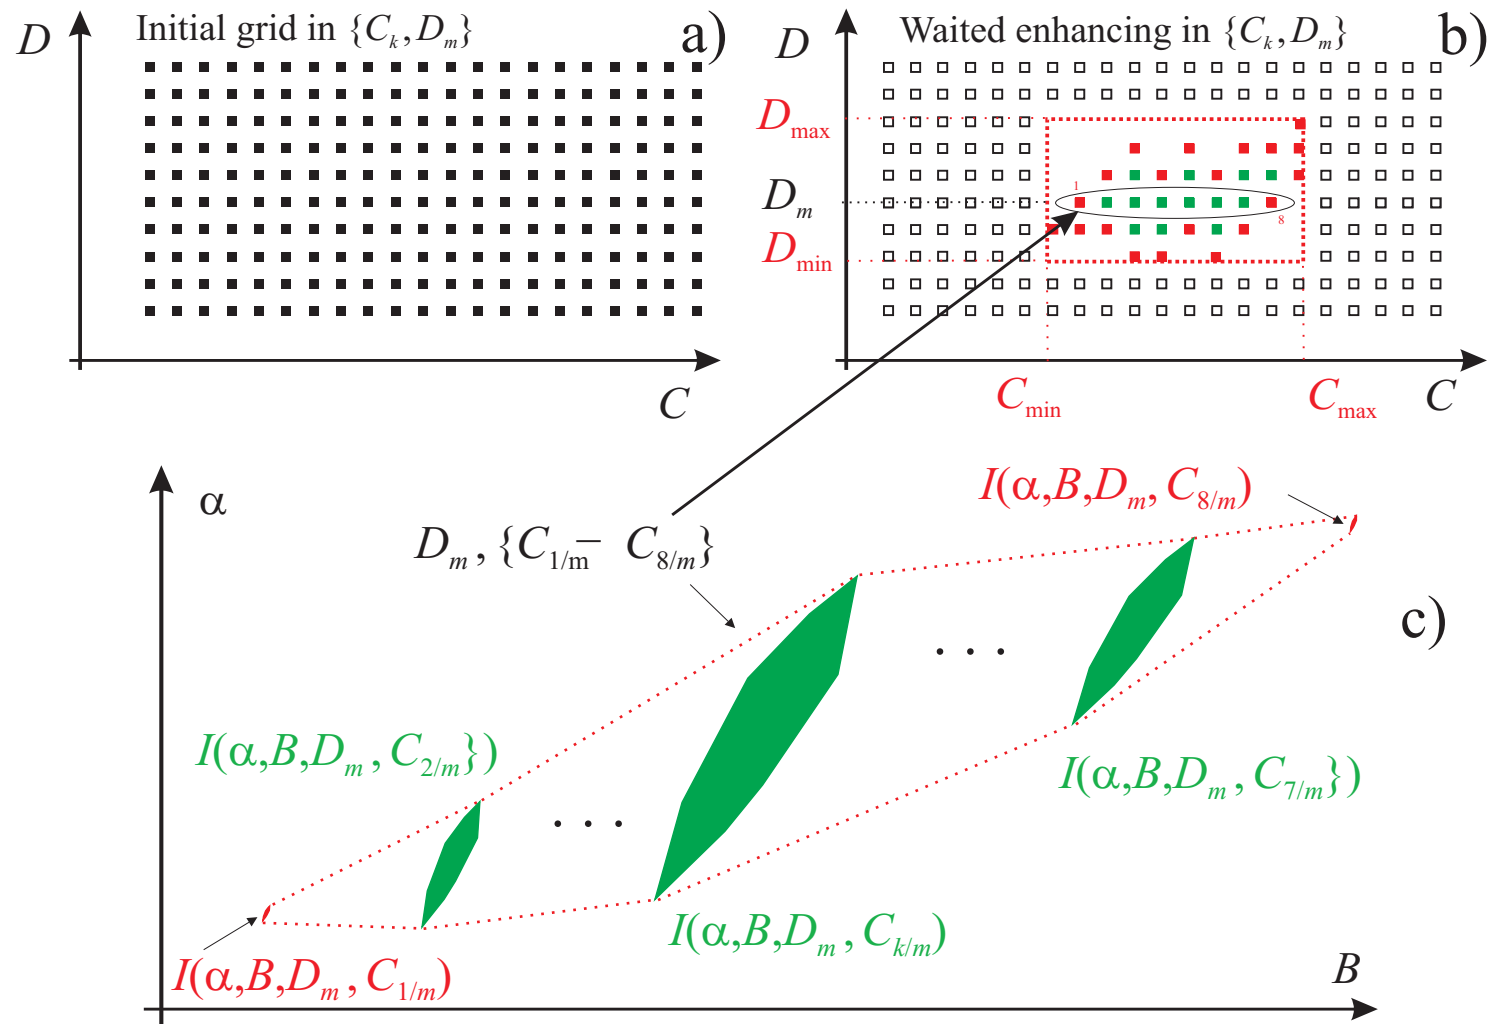 D
Initial grid in {C_k, D_m}
a)
C
D
Waited enhancing in {C_k, D_m}
b)
D_max
D_m
D_min
1
8
C_min
C_max
C
α
I(α,B,D_m, C_8/m)
D_m, {C_1/m – C_8/m}
c)
. . .
I(α,B,D_m, C_2/m})
I(α,B,D_m, C_7/m})
. . .
I(α,B,D_m, C_k/m)
I(α,B,D_m, C_1/m)
B